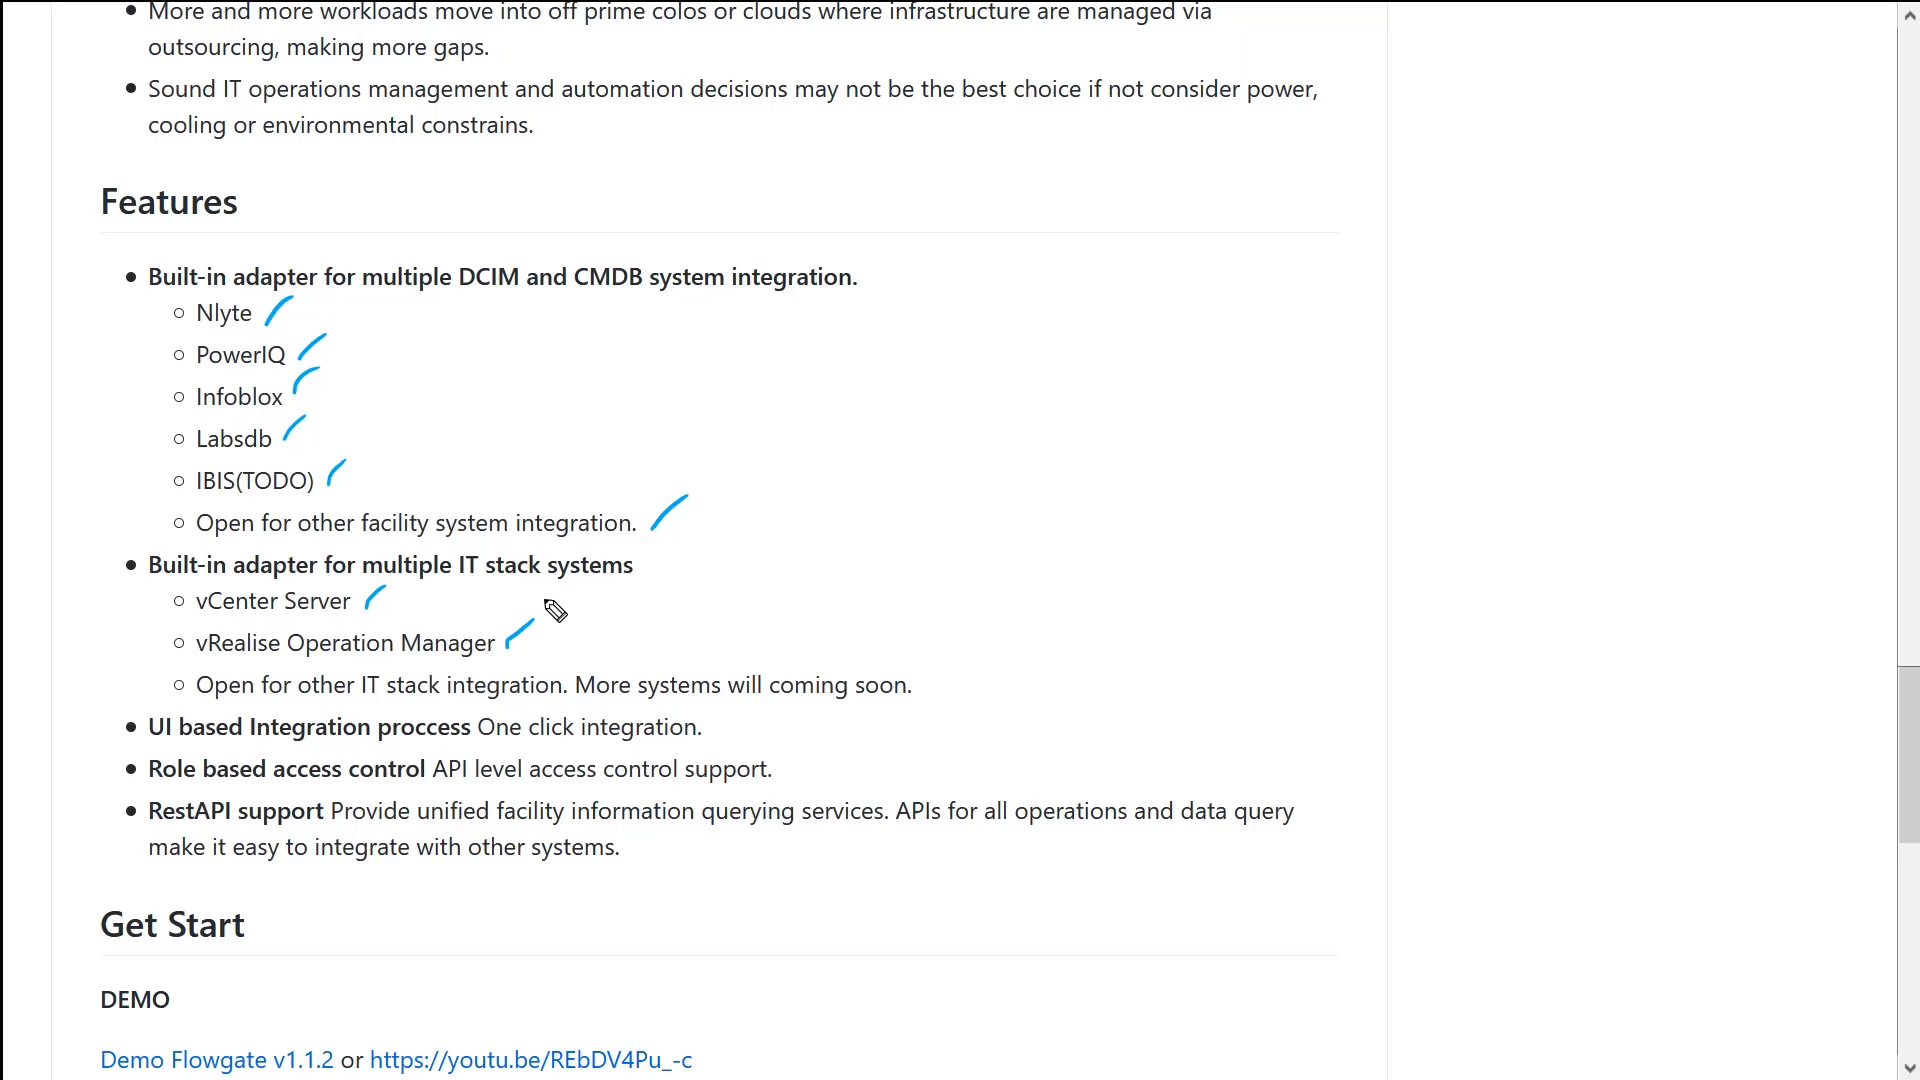 More and more workloads move into off prime colos or clouds where infrastructure are managed via
outsourcing, making more gaps.
Sound IT operations management and automation decisions may not be the best choice if not consider power,
cooling or environmental constrains.
Features
Built-in adapter for multiple DCIM and CMDB system integration.
Nlyte
PowerIQ
Infoblox
Labsdb
IBIS(TODO)
Open for other facility system integration.
Built-in adapter for multiple IT stack systems
vCenter Server
vRealise Operation Manager
Open for other IT stack integration. More systems will coming soon.
UI based Integration proccess One click integration.
Role based access control API level access control support.
RestAPI support Provide unified facility information querying services. APIs for all operations and data query
make it easy to integrate with other systems.
Get Start
DEMO
Demo Flowgate v1.1.2 or https://youtu.be/REbDV4Pu_-c